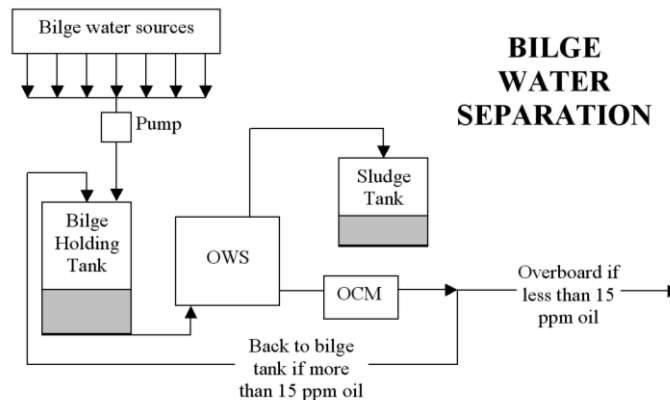 Bilge water sources
BILGE
WATER
SEPARATION
Pump
Bilge
Holding
Tank
OWS
Sludge
Tank
OCM
Overboard if
less than 15
ppm oil
Back to bilge
tank if more
than 15 ppm oil